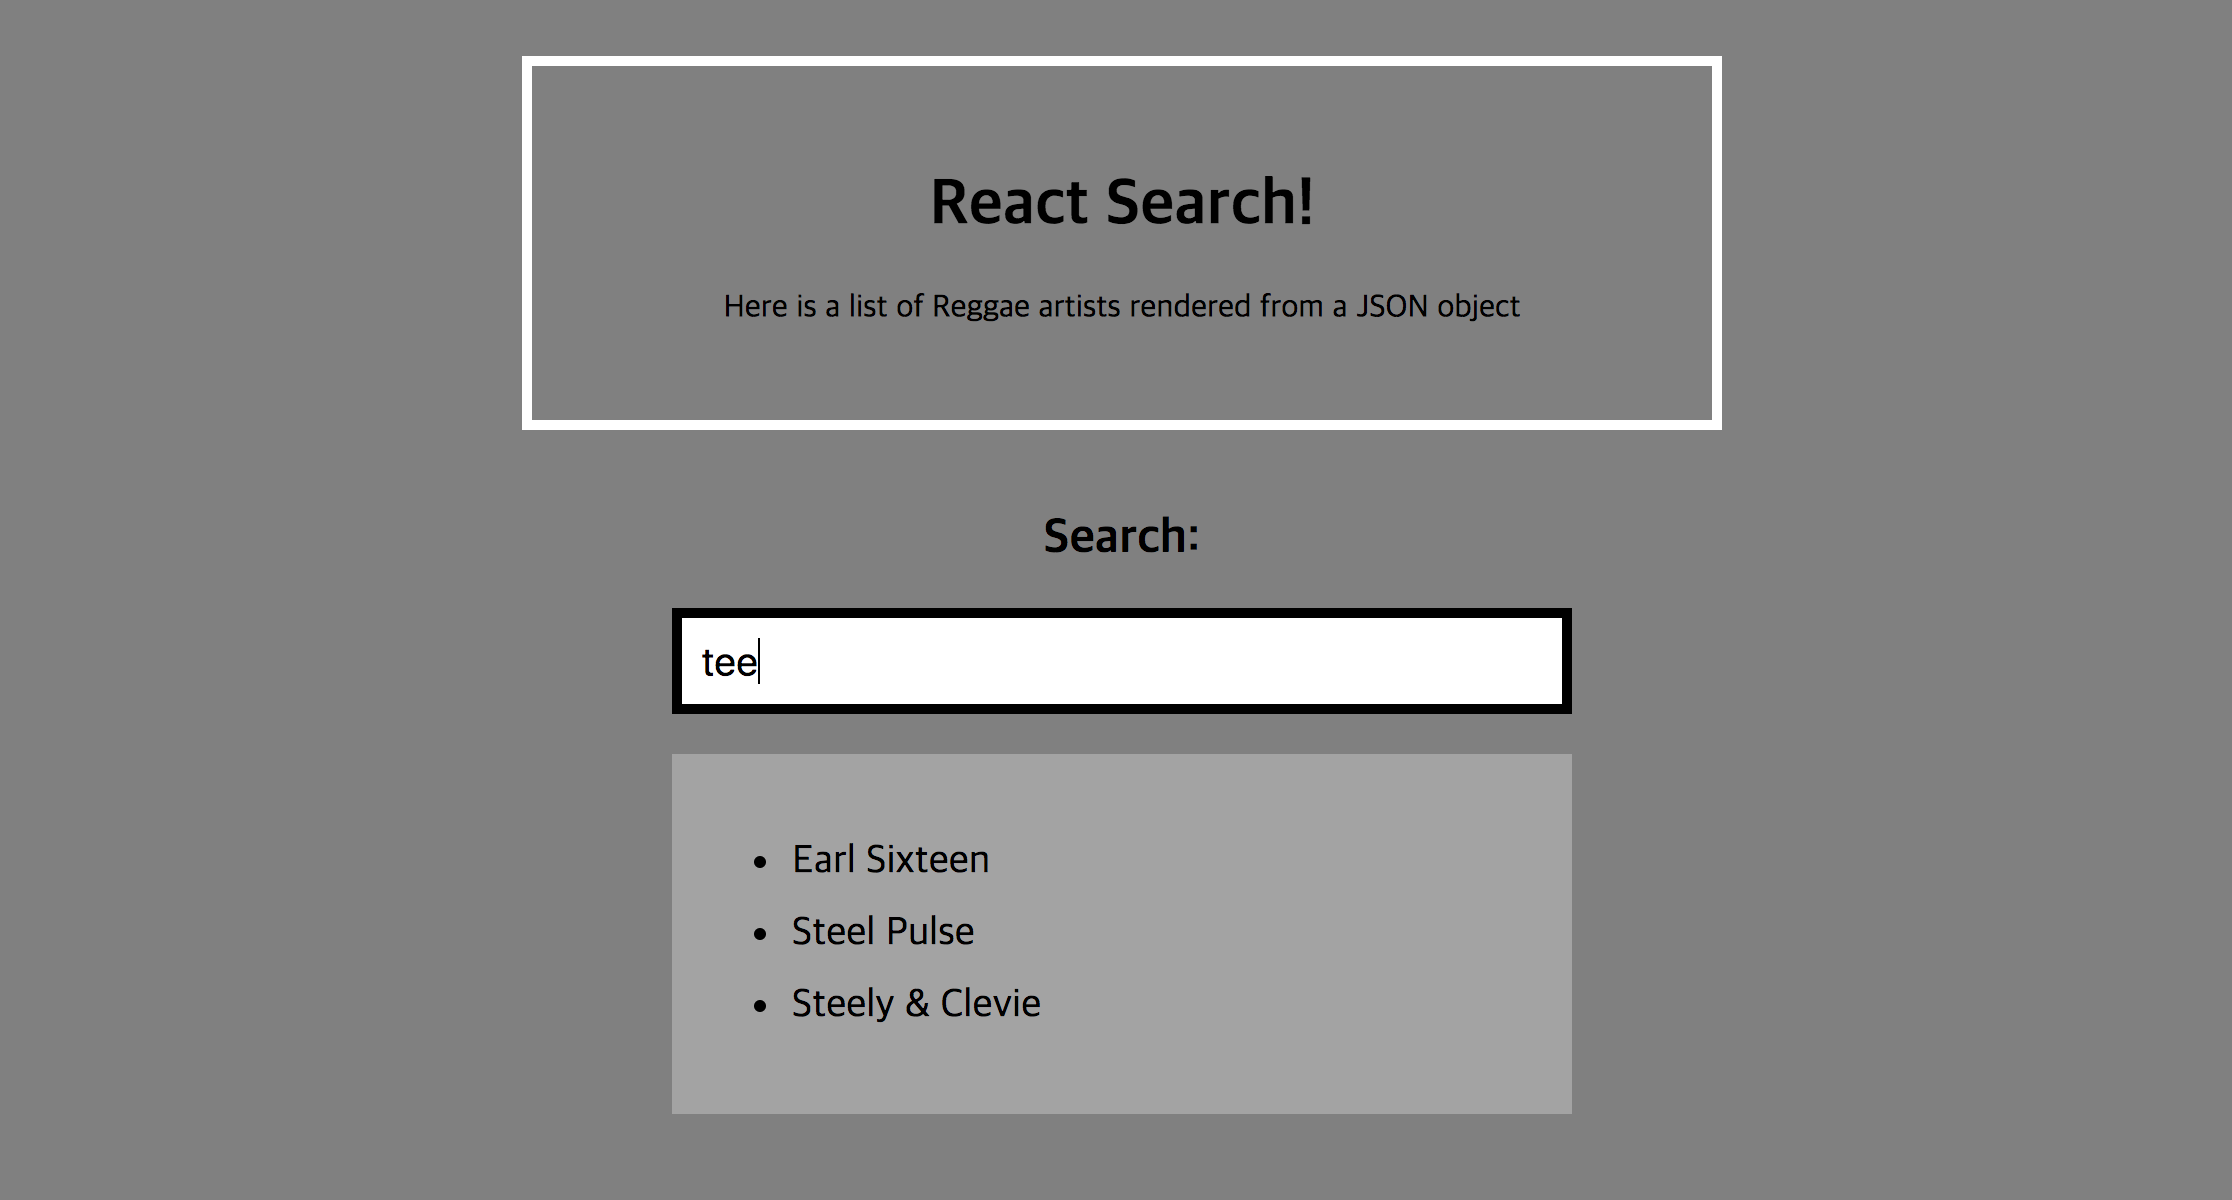 React Search!
Here is a list of Reggae artists rendered from a JSON object
Search:
tee
• Earl Sixteen
• Steel Pulse
• Steely & Clevie